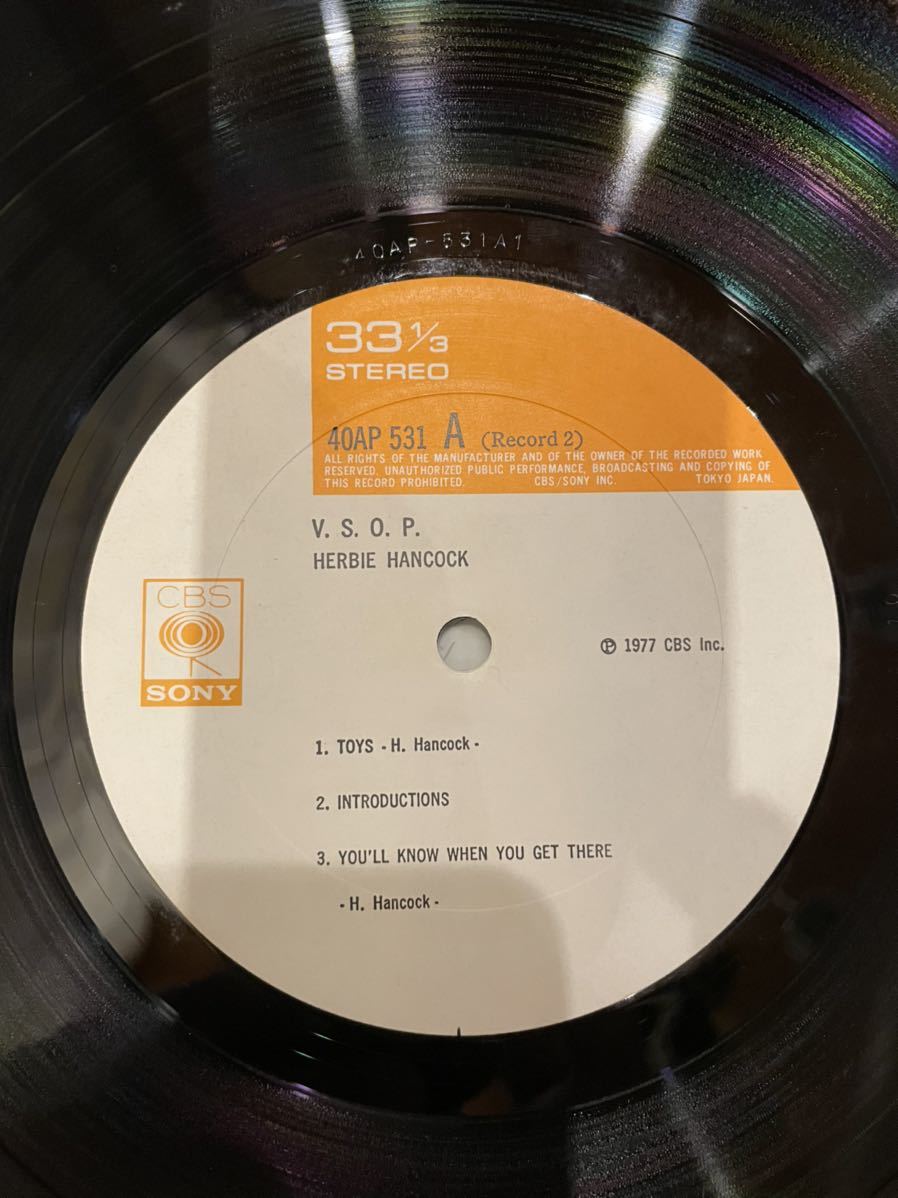 40AP-531A1
33 1/3
STEREO
40AP 531 A (Record 2)
ALL RIGHTS OF THE MANUFACTURER AND OF THE OWNER OF THE RECORDED WORK
RESERVED. UNAUTHORIZED PUBLIC PERFORMANCE, BROADCASTING AND COPYING OF
THIS RECORD PROHIBITED. CBS/SONY INC. TOKYO JAPAN.
V. S. O. P.
HERBIE HANCOCK
CBS
SONY
℗ 1977 CBS Inc.
1. TOYS - H. Hancock -
2. INTRODUCTIONS
3. YOU'LL KNOW WHEN YOU GET THERE
- H. Hancock -